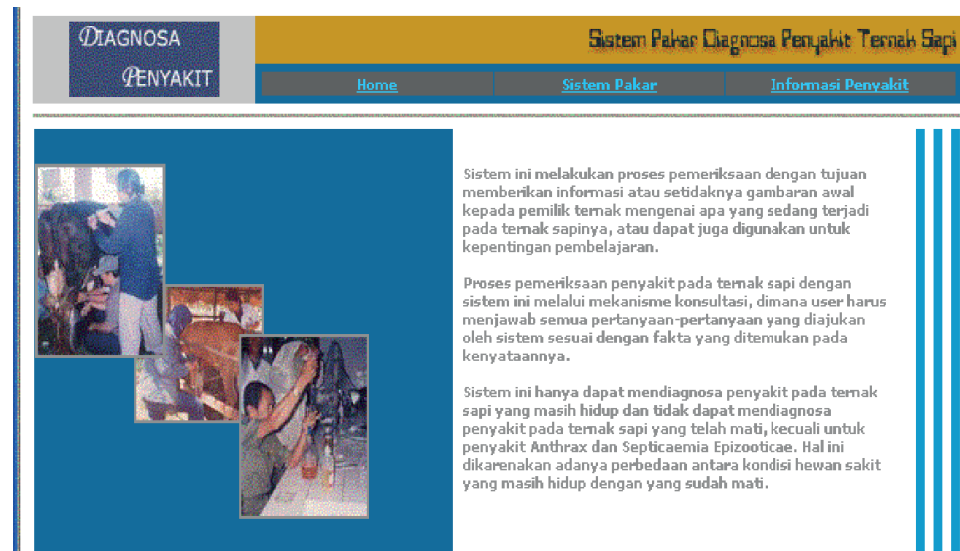 DIAGNOSA
PENYAKIT
Sistem Pakar Diagnosa Penyakit Ternak Sapi
Home Sistem Pakar Informasi Penyakit
Sistem ini melakukan proses pemeriksaan dengan tujuan
memberikan informasi atau setidaknya gambaran awal
kepada pemilik ternak mengenai apa yang sedang terjadi
pada ternak sapinya, atau dapat juga digunakan untuk
kepentingan pembelajaran.
Proses pemeriksaan penyakit pada ternak sapi dengan
sistem ini melalui mekanisme konsultasi, dimana user harus
menjawab semua pertanyaan-pertanyaan yang diajukan
oleh sistem sesuai dengan fakta yang ditemukan pada
kenyataannya.
Sistem ini hanya dapat mendiagnosa penyakit pada ternak
sapi yang masih hidup dan tidak dapat mendiagnosa
penyakit pada ternak sapi yang telah mati, kecuali untuk
penyakit Anthrax dan Septicaemia Epizooticae. Hal ini
dikarenakan adanya perbedaan antara kondisi hewan sakit
yang masih hidup dengan yang sudah mati.